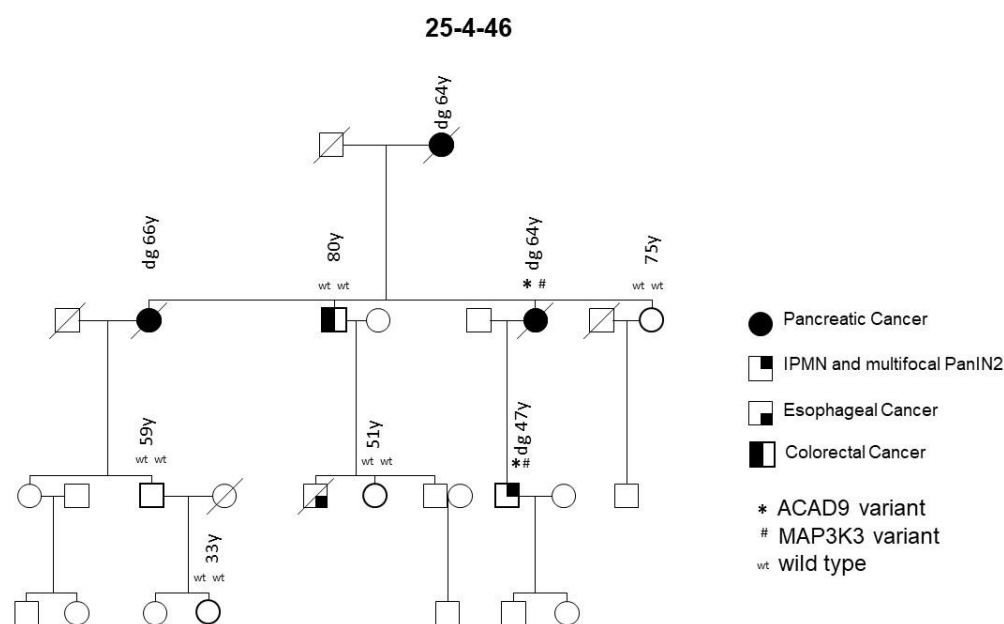 25-4-46
dg 64y
dg 66y
80y
dg 64y
75y
wt wt
* #
wt wt
Pancreatic Cancer
IPMN and multifocal PanIN2
Esophageal Cancer
Colorectal Cancer
59y
51y
dg 47y
wt wt
wt wt
*#
* ACAD9 variant
# MAP3K3 variant
wt wild type
33y
wt wt